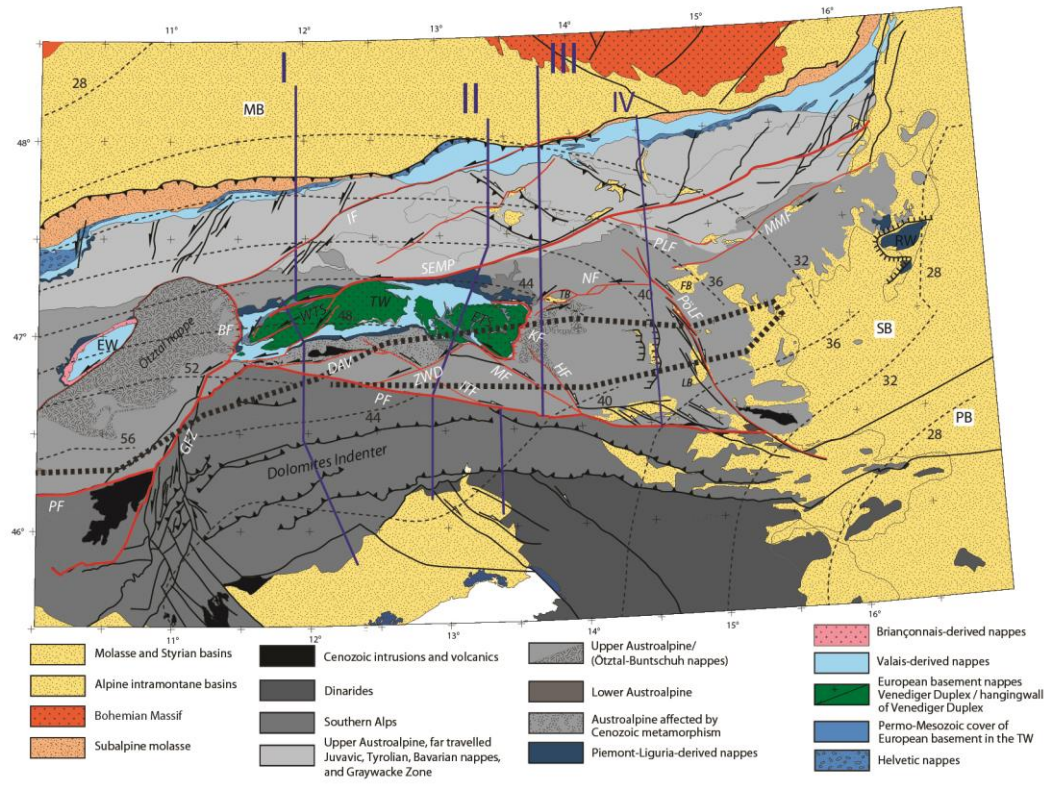 11° 12° 13° 14° 15° 16°
I
III
28
MB
II
IV
48°
IF
PLF
MMF
RW
SEMP
32
28
44
NF
40
36
FB
TW
TB
WTS
48
ETS
PöLF
47°
EW
Ötztal nappe
BF
KF
SB
52
DAV
ZWD
MF
HF
LB
36
PF
ITF
40
32
56
44
PB
GFZ
28
Dolomites Indenter
PF
46°
11° 12° 13° 14° 15° 16°
Molasse and Styrian basins
Alpine intramontane basins
Bohemian Massif
Subalpine molasse
Cenozoic intrusions and volcanics
Dinarides
Southern Alps
Upper Austroalpine, far travelled
Juvavic, Tyrolian, Bavarian nappes,
and Graywacke Zone
Upper Austroalpine/
(Ötztal-Buntschuh nappes)
Lower Austroalpine
Austroalpine affected by
Cenozoic metamorphism
Piemont-Liguria-derived nappes
Briançonnais-derived nappes
Valais-derived nappes
European basement nappes
Venediger Duplex / hangingwall
of Venediger Duplex
Permo-Mesozoic cover of
European basement in the TW
Helvetic nappes